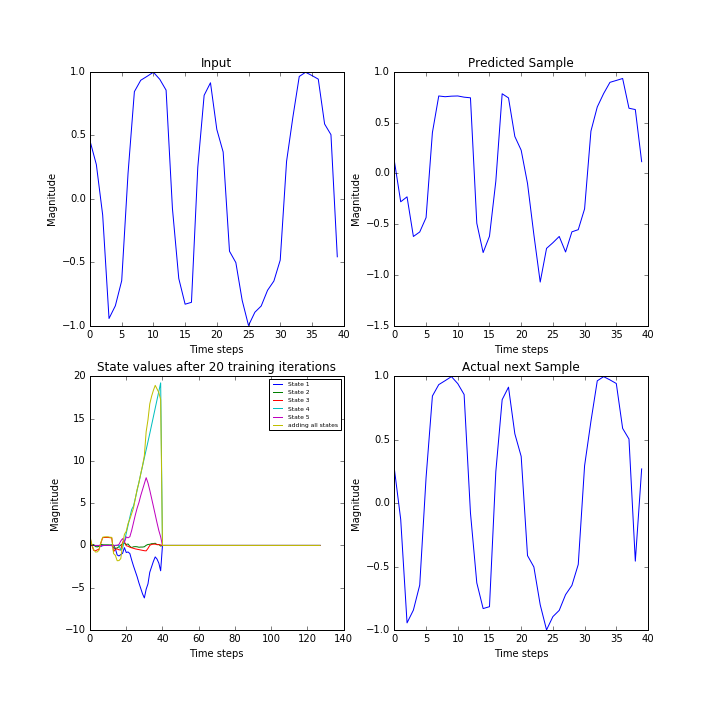 Input
Magnitude
1.0
0.5
0.0
−0.5
−1.0
0 5 10 15 20 25 30 35 40
Time steps
Predicted Sample
Magnitude
1.0
0.5
0.0
−0.5
−1.0
−1.5
0 5 10 15 20 25 30 35 40
Time steps
State values after 20 training iterations
Magnitude
20
15
10
5
0
−5
−10
0 20 40 60 80 100 120 140
Time steps
State 1
State 2
State 3
State 4
State 5
adding all states
Actual next Sample
Magnitude
1.0
0.5
0.0
−0.5
−1.0
0 5 10 15 20 25 30 35 40
Time steps